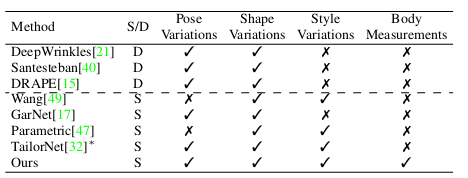 Method S/D Pose Variations Shape Variations Style Variations Body Measurements
DeepWrinkles[21] D ✓ ✓ ✗ ✗
Santesteban[40] D ✓ ✓ ✗ ✗
DRAPE[15] D ✓ ✓ ✗ ✗
Wang[49] S ✗ ✓ ✓ ✗
GarNet[17] S ✓ ✓ ✗ ✗
Parametric[47] S ✗ ✓ ✓ ✗
TailorNet[32]* S ✓ ✓ ✓ ✗
Ours S ✓ ✓ ✓ ✓